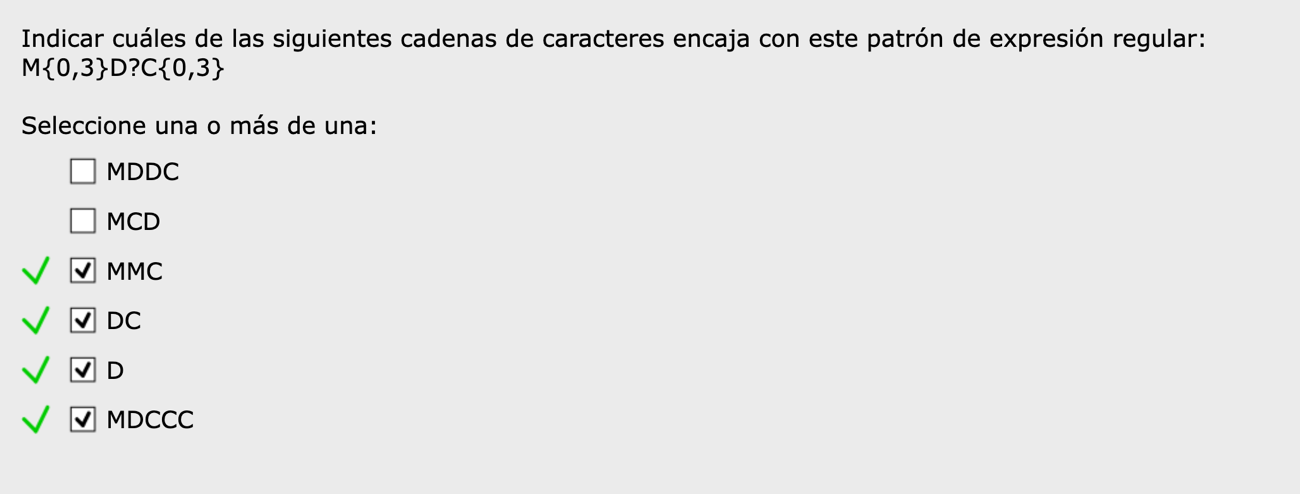 Indicar cuáles de las siguientes cadenas de caracteres encaja con este patrón de expresión regular:
M{0,3}D?C{0,3}
Seleccione una o más de una:
MDDC
MCD
MMC
DC
D
MDCCC